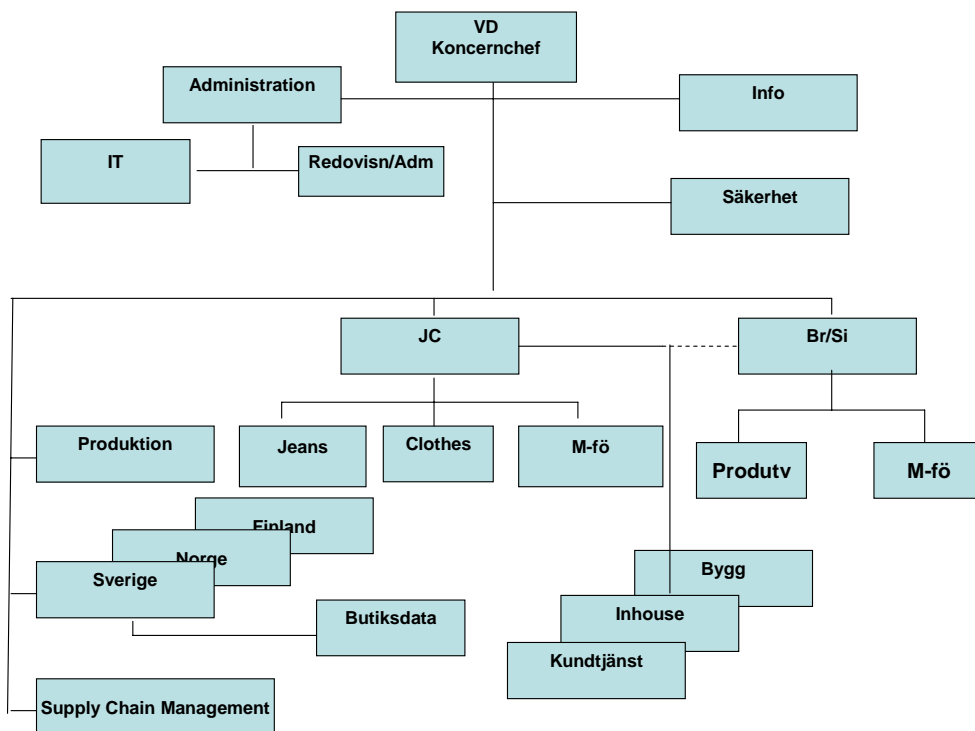 VD
Koncernchef
Administration
Info
IT
Redovisn/Adm
Säkerhet
JC
Br/Si
Produktion
Jeans
Clothes
M-fö
Produtv
M-fö
Finland
Norge
Sverige
Bygg
Inhouse
Butiksdata
Kundtjänst
Supply Chain Management